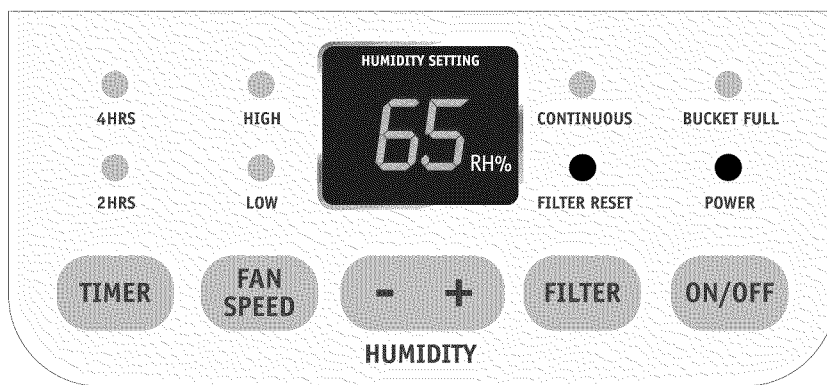 HUMIDITY SETTING
65 RH%
4HRS HIGH CONTINUOUS BUCKET FULL
2HRS LOW FILTER RESET POWER
TIMER FAN SPEED - + FILTER ON/OFF
HUMIDITY